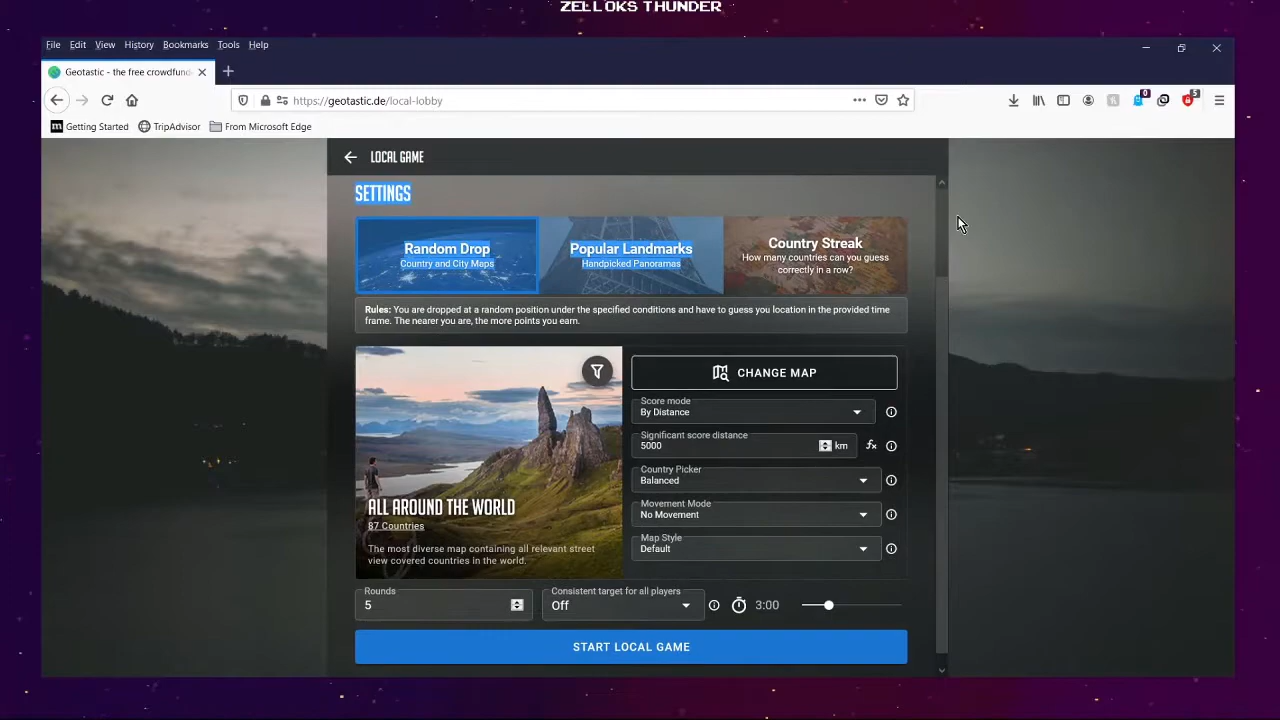 ZELLOKS THUNDER
File Edit View History Bookmarks Tools Help
Geotastic - the free crowdfund
https://geotastic.de/local-lobby
0
5
Getting Started TripAdvisor From Microsoft Edge
LOCAL GAME
SETTINGS
Random Drop
Country and City Maps
Popular Landmarks
Handpicked Panoramas
Country Streak
How many countries can you guess
correctly in a row?
Rules: You are dropped at a random position under the specified conditions and have to guess you location in the provided time
frame. The nearer you are, the more points you earn.
ALL AROUND THE WORLD
87 Countries
The most diverse map containing all relevant street
view covered countries in the world.
CHANGE MAP
Score mode
By Distance
Significant score distance
5000 km
Country Picker
Balanced
Movement Mode
No Movement
Map Style
Default
Rounds
5
Consistent target for all players
Off
3:00
START LOCAL GAME